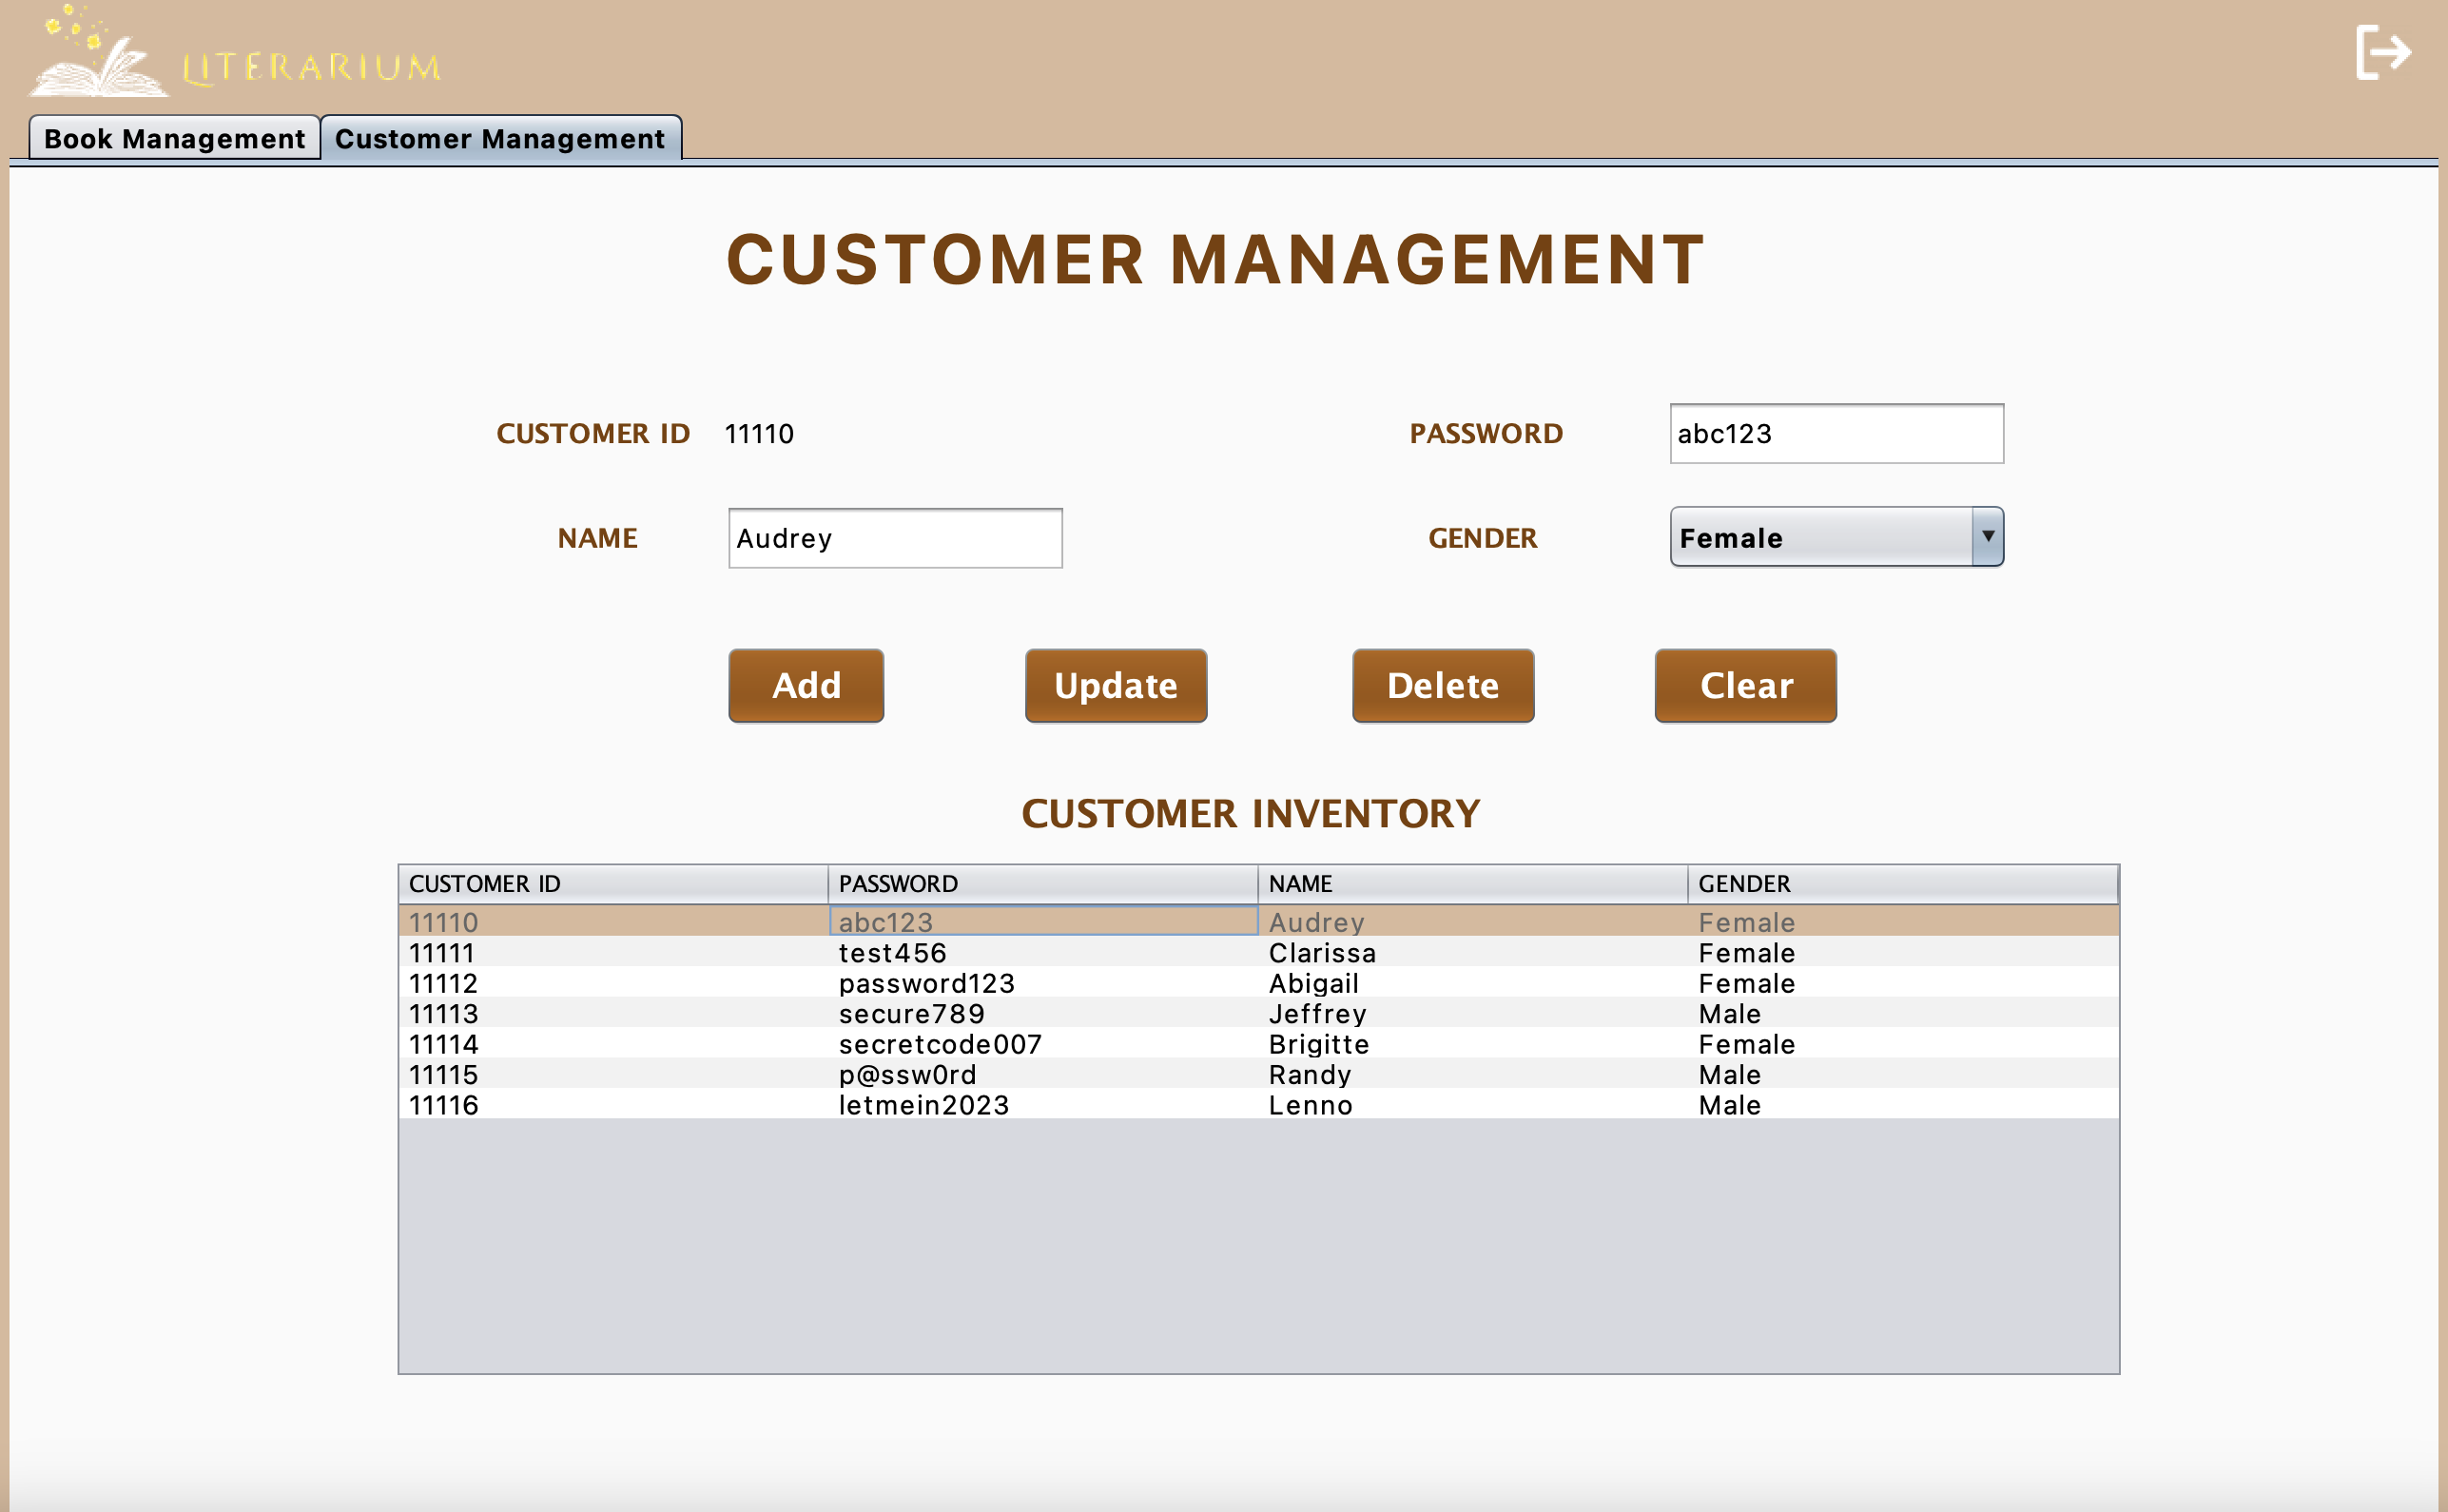 LITERARIUM
Book Management Customer Management
CUSTOMER MANAGEMENT
CUSTOMER ID 11110 PASSWORD abc123
NAME Audrey GENDER Female
Add Update Delete Clear
CUSTOMER INVENTORY
CUSTOMER ID PASSWORD NAME GENDER
11110 abc123 Audrey Female
11111 test456 Clarissa Female
11112 password123 Abigail Female
11113 secure789 Jeffrey Male
11114 secretcode007 Brigitte Female
11115 p@ssw0rd Randy Male
11116 letmein2023 Lenno Male